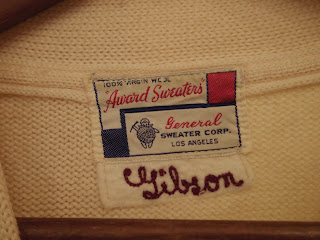 100% VIRGIN WOOL
Award Sweaters
General
SWEATER CORP.
LOS ANGELES
Gibson